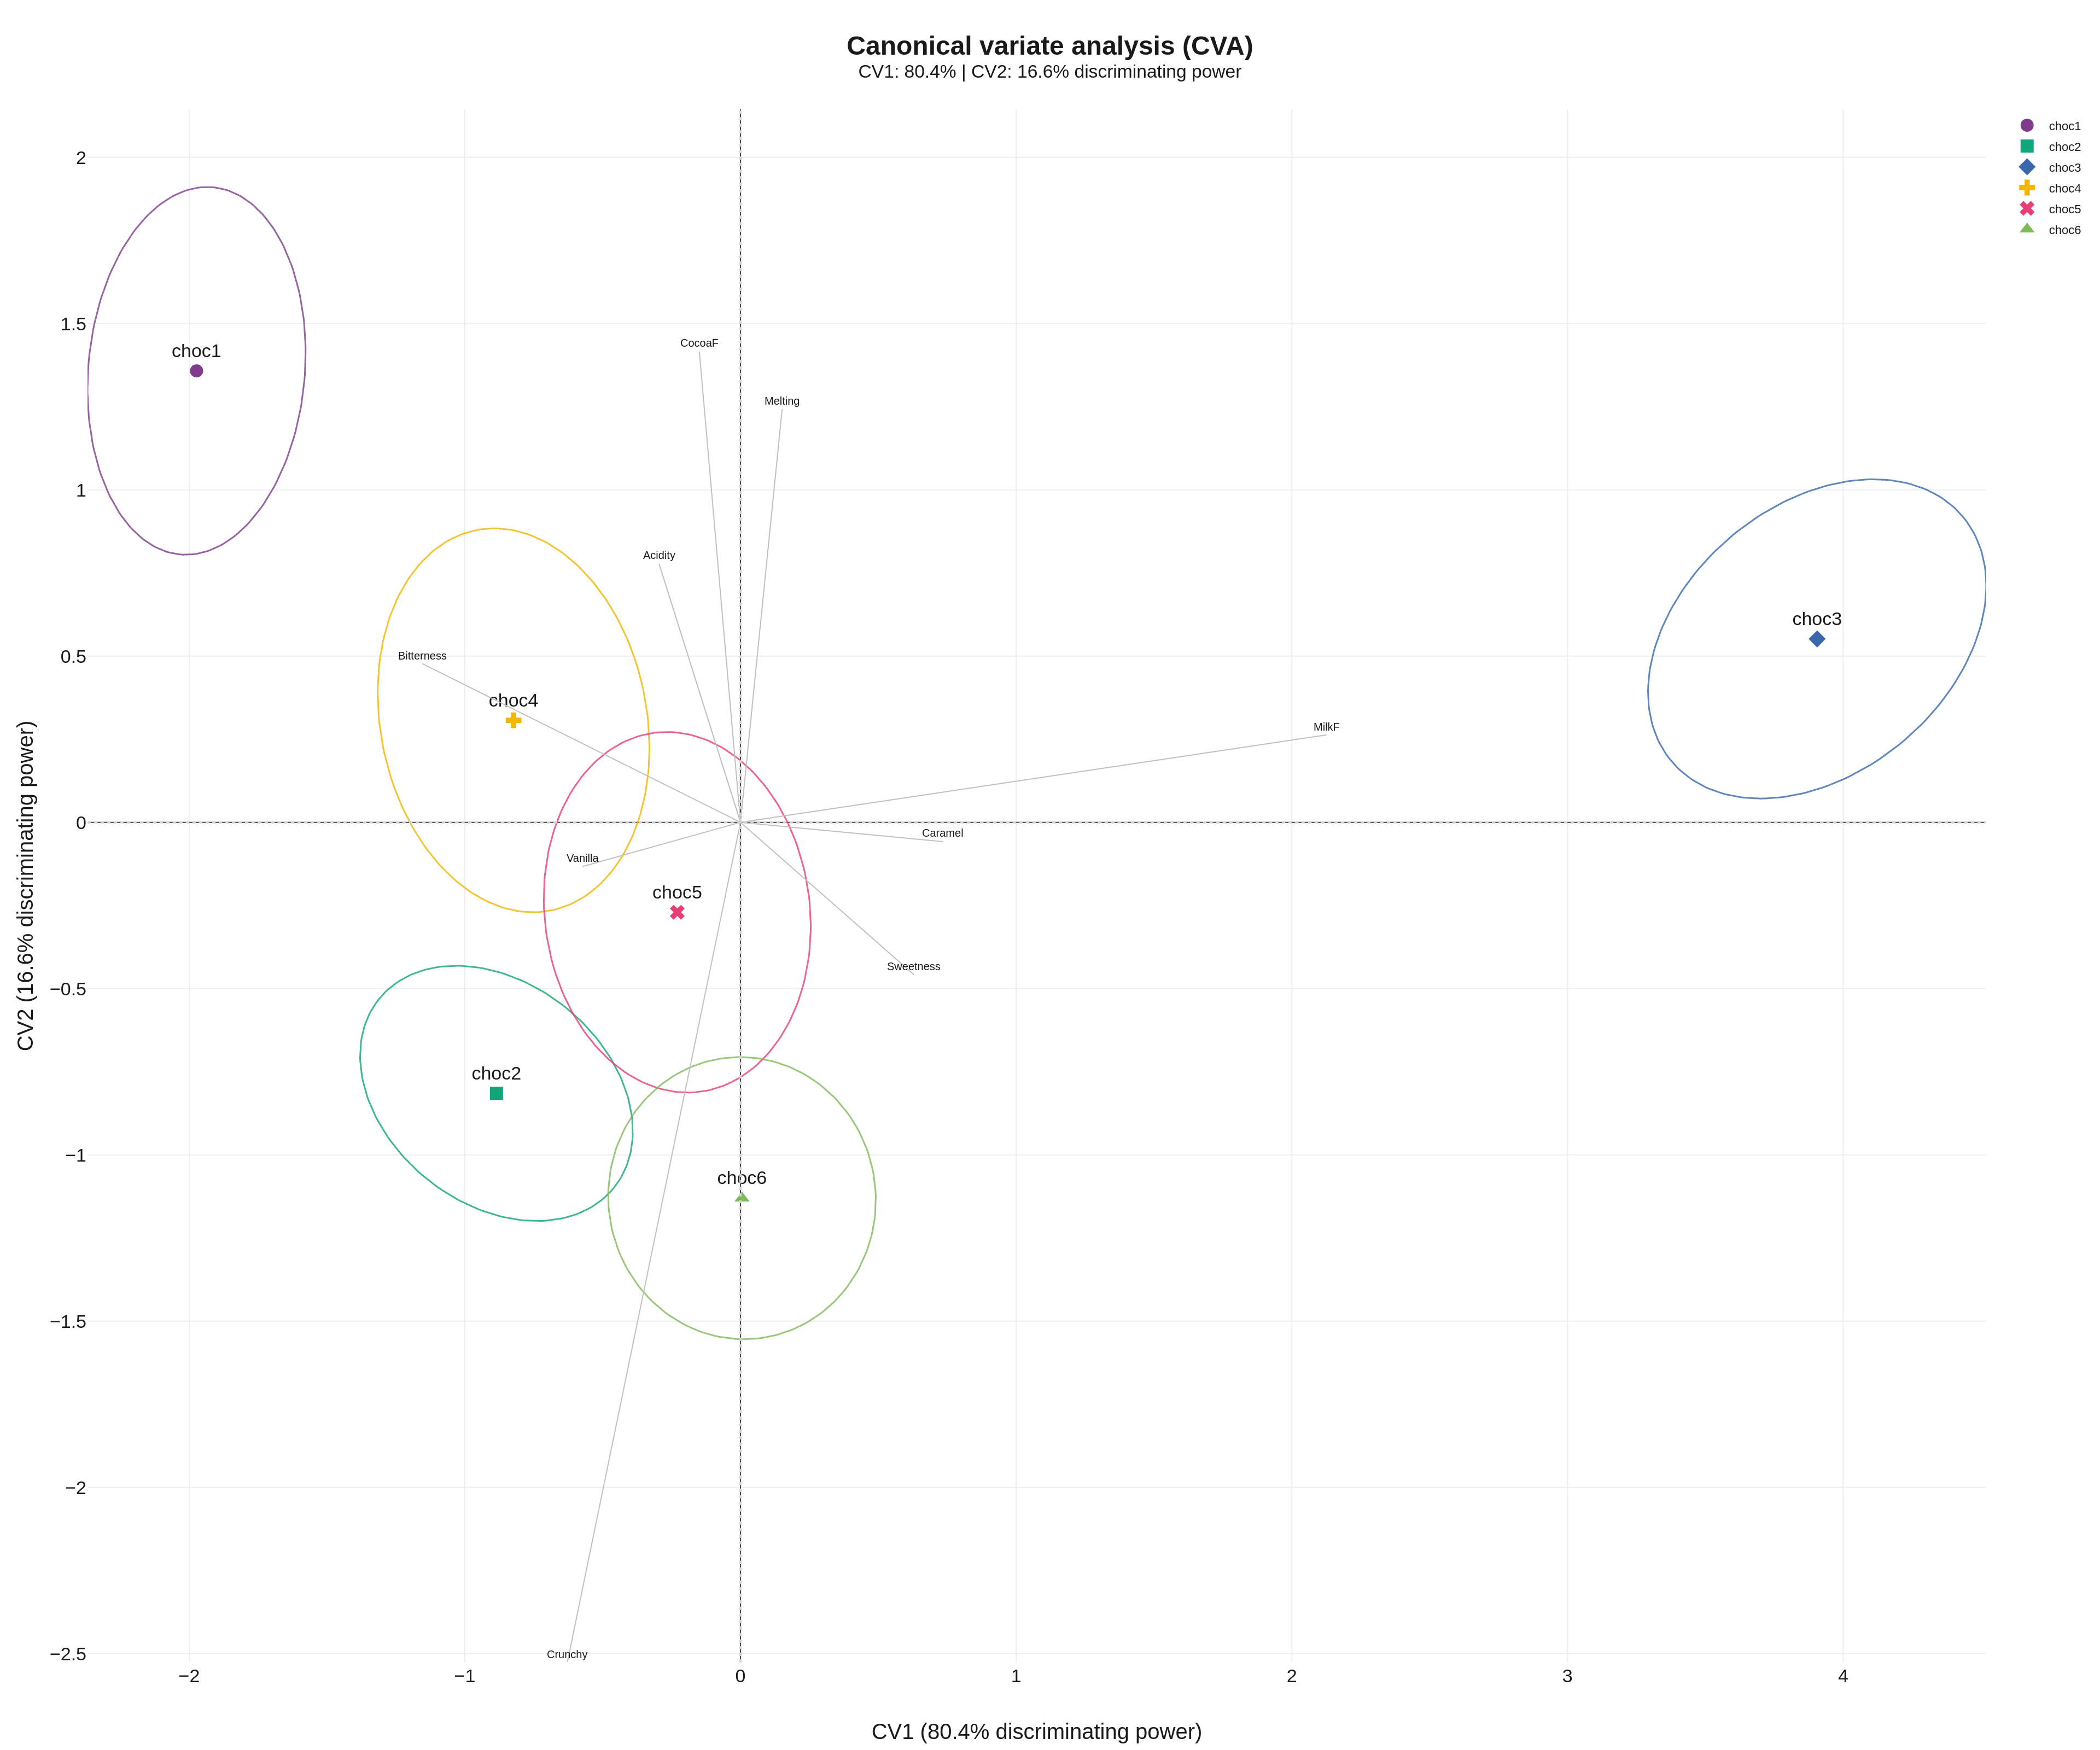 Canonical variate analysis (CVA)
CV1: 80.4% | CV2: 16.6% discriminating power
choc1
choc2
choc3
choc4
choc5
choc6
2
1.5
1
0.5
0
−0.5
−1
−1.5
−2
−2.5
CV2 (16.6% discriminating power)
choc1
CocoaF
Melting
Acidity
choc3
Bitterness
choc4
MilkF
Caramel
Vanilla
choc5
Sweetness
choc2
choc6
Crunchy
−2
−1
0
1
2
3
4
CV1 (80.4% discriminating power)